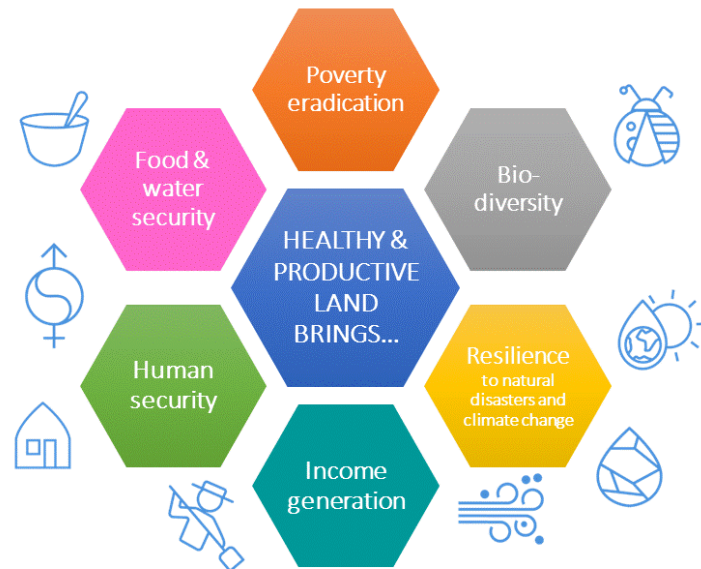 Poverty
eradication
Food &
water
security
Bio-
diversity
HEALTHY &
PRODUCTIVE
LAND
BRINGS...
Human
security
Resilience
to natural
disasters and
climate change
Income
generation